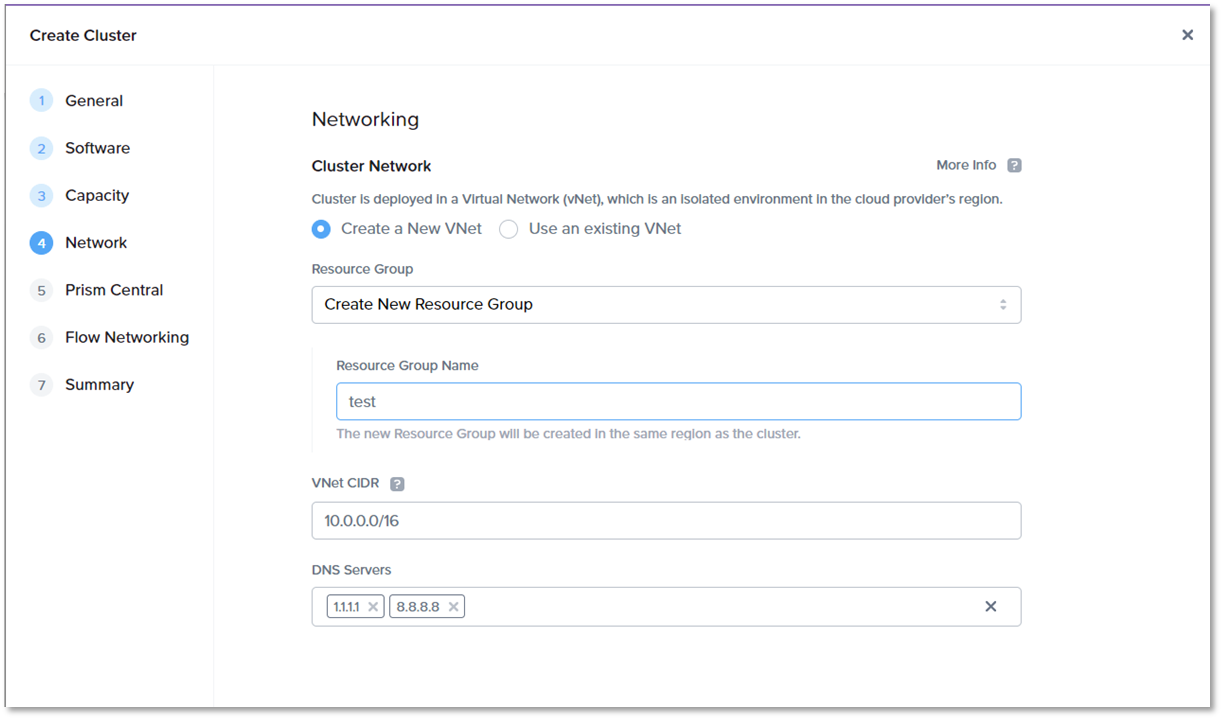 Create Cluster
1 General
2 Software
3 Capacity
4 Network
5 Prism Central
6 Flow Networking
7 Summary
Networking
Cluster Network More Info ?
Cluster is deployed in a Virtual Network (vNet), which is an isolated environment in the cloud provider's region.
Create a New VNet Use an existing VNet
Resource Group
Create New Resource Group
Resource Group Name
test
The new Resource Group will be created in the same region as the cluster.
VNet CIDR ?
10.0.0.0/16
DNS Servers
1.1.1.1 8.8.8.8